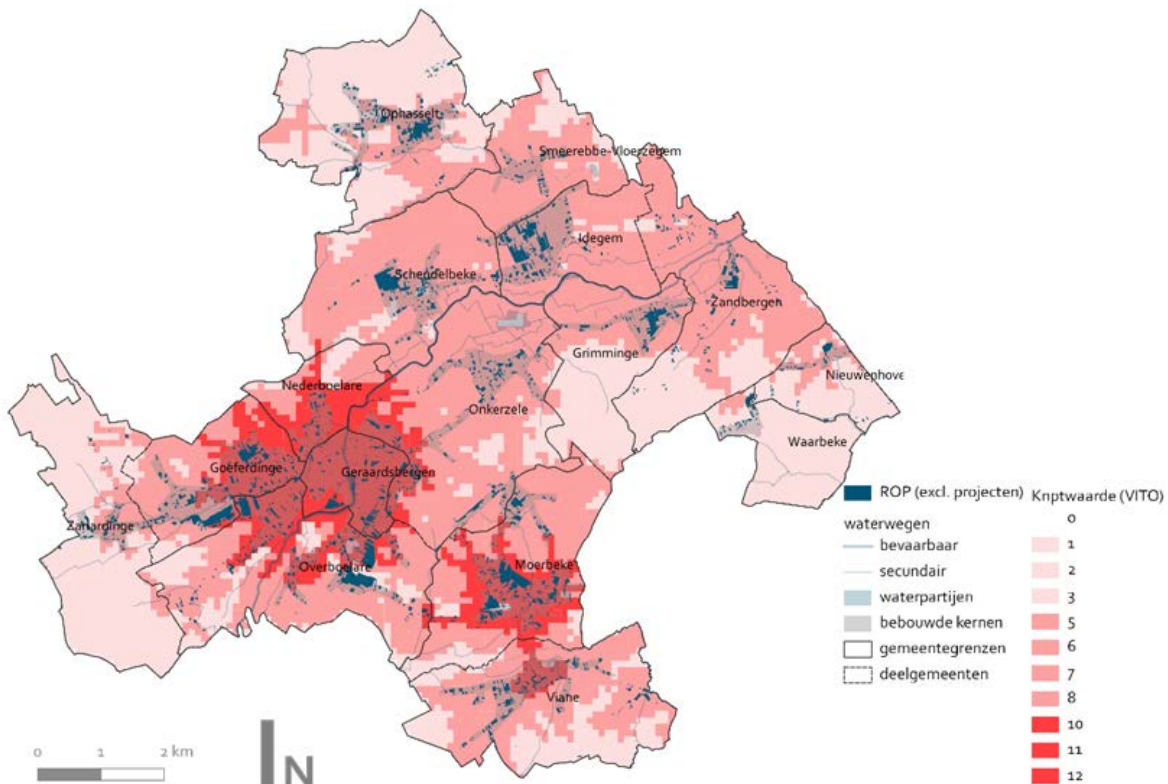 Ophasselt
Smeerebbe-Vloerzegem
Idegem
Schendelbeke
Zandbergen
Grimminge
Nieuwenhove
Nederboelare
Onkerzele
Waarbeke
Goeferdinge
Geraardsbergen
Zarlardinge
Overboelare
Moerbeke
Viane
ROP (excl. projecten)
waterwegen
bevaarbaar
secundair
waterpartijen
bebouwde kernen
gemeentegrenzen
deelgemeenten
Knptwaarde (VITO)
0
1
2
3
5
6
7
8
10
11
12
0 1 2 km
N